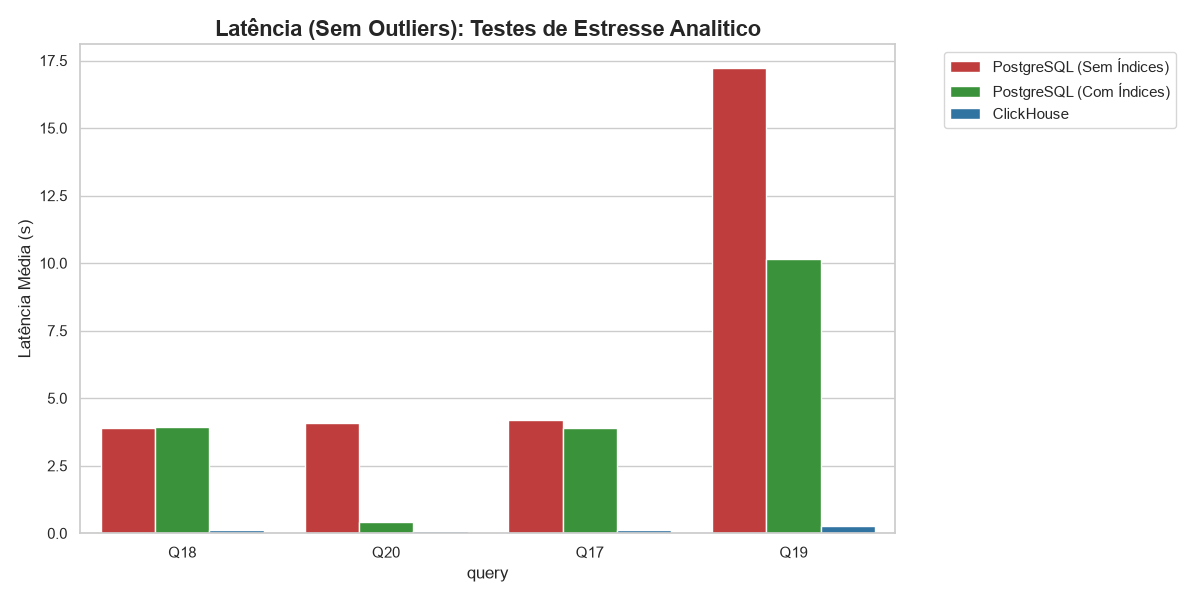 Latência (Sem Outliers): Testes de Estresse Analitico
PostgreSQL (Sem Índices)
PostgreSQL (Com Índices)
ClickHouse
Latência Média (s)
17.5
15.0
12.5
10.0
7.5
5.0
2.5
0.0
Q18
Q20
Q17
Q19
query